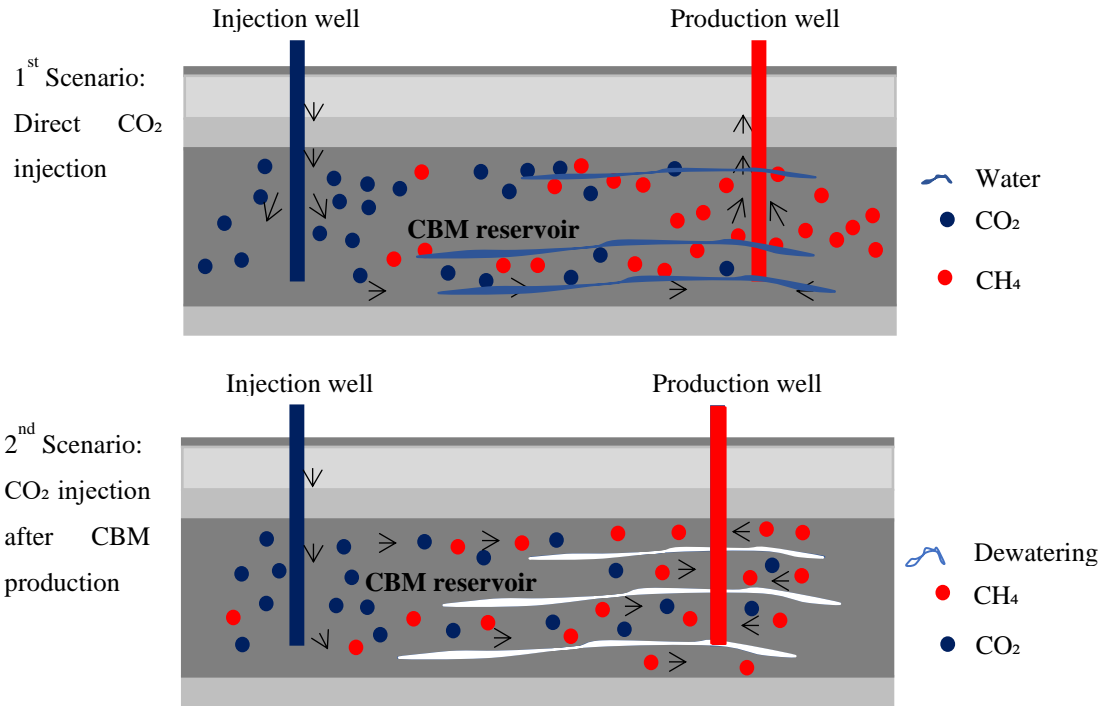 Injection well
Production well
1st Scenario:
Direct CO₂
injection
CBM reservoir
Water
CO₂
CH₄
Injection well
Production well
2nd Scenario:
CO₂ injection
after CBM
production
CBM reservoir
Dewatering
CH₄
CO₂